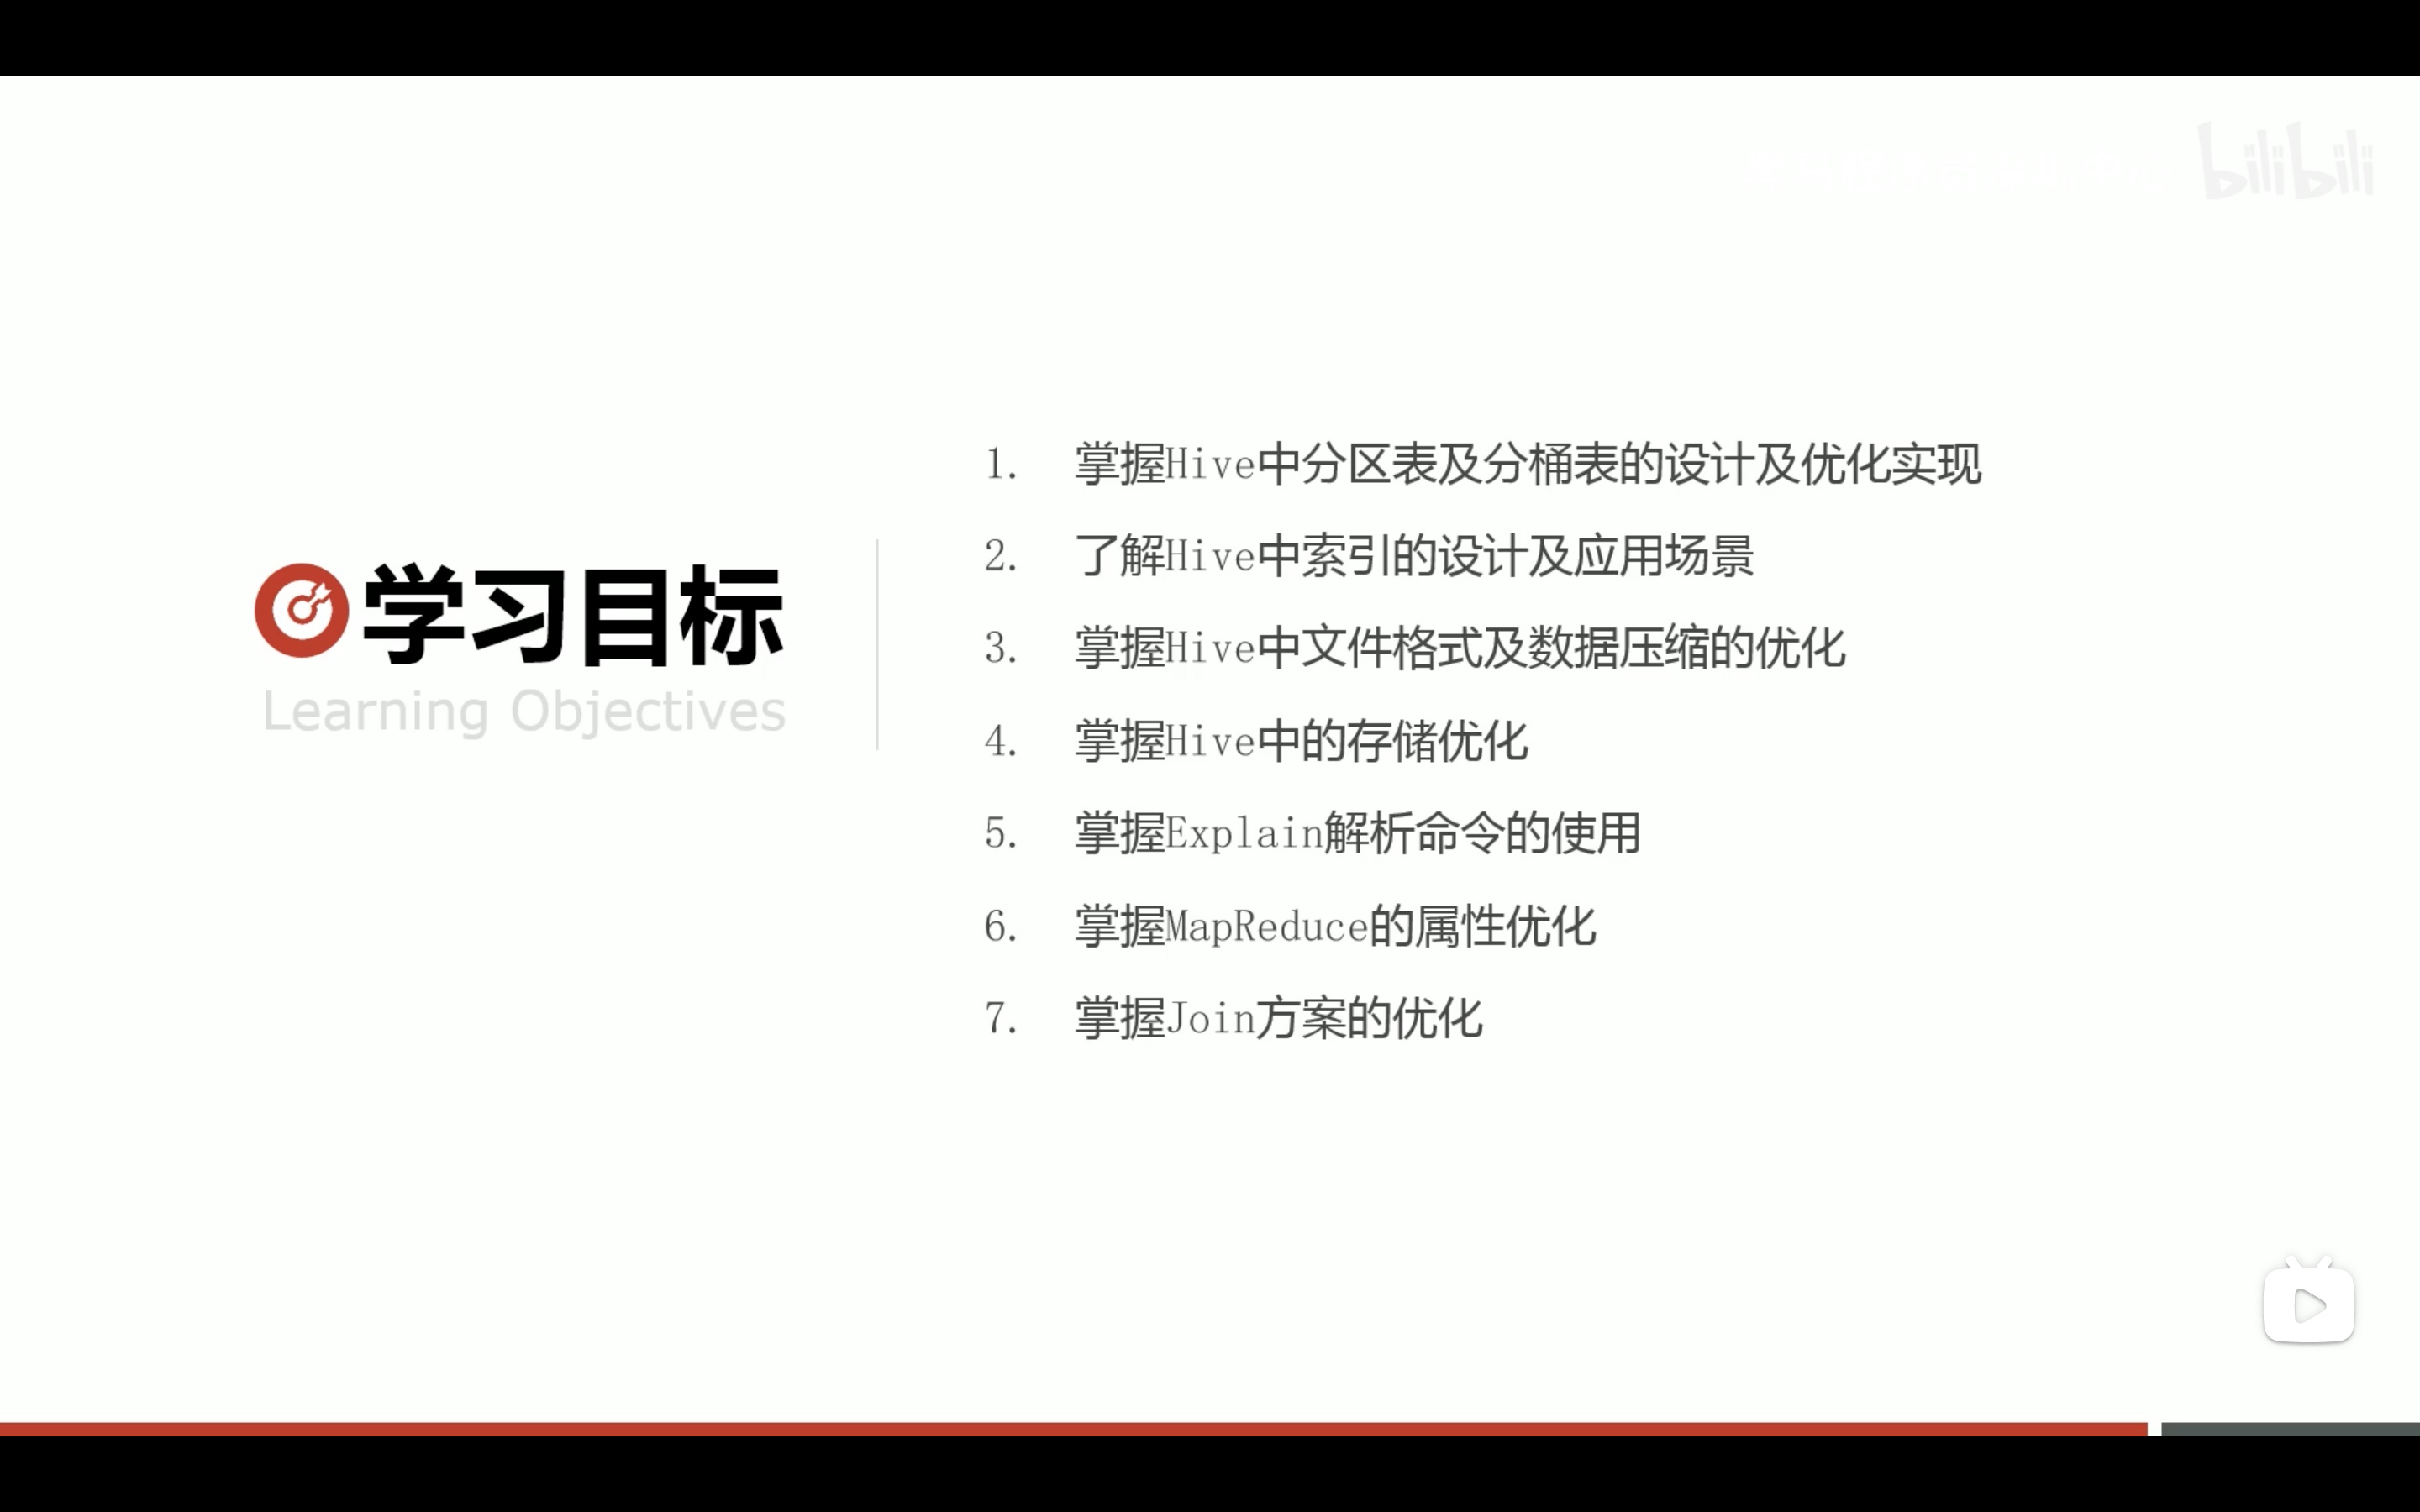 bilibili
学习目标
Learning Objectives
1. 掌握Hive中分区表及分桶表的设计及优化实现
2. 了解Hive中索引的设计及应用场景
3. 掌握Hive中文件格式及数据压缩的优化
4. 掌握Hive中的存储优化
5. 掌握Explain解析命令的使用
6. 掌握MapReduce的属性优化
7. 掌握Join方案的优化